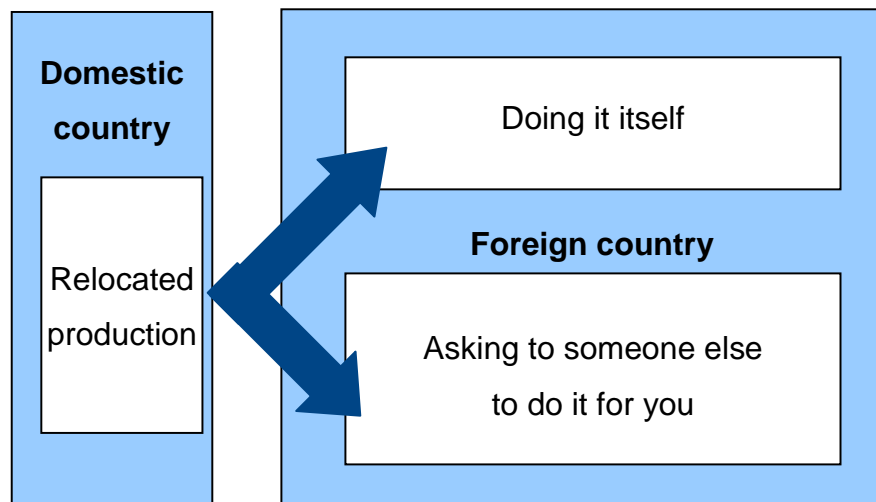 Domestic
country
Relocated
production
Doing it itself
Foreign country
Asking to someone else
to do it for you